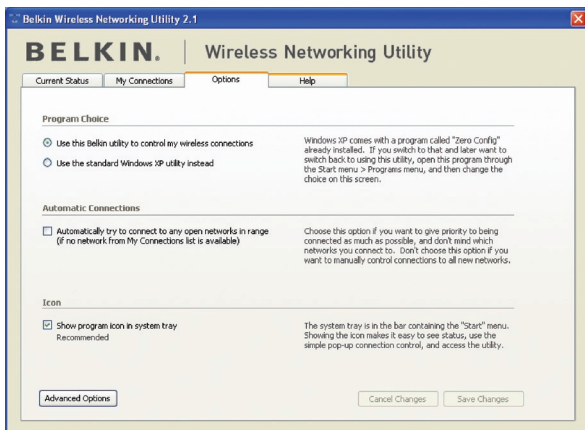 Belkin Wireless Networking Utility 2.1
BELKIN. | Wireless Networking Utility
Current Status My Connections Options Help
Program Choice
Use this Belkin utility to control my wireless connections
Use the standard Windows XP utility instead
Windows XP comes with a program called "Zero Config"
already installed. If you switch to that and later want to
switch back to using this utility, open this program through
the Start menu > Programs menu, and then change the
choice on this screen.
Automatic Connections
Automatically try to connect to any open networks in range
(if no network from My Connections list is available)
Choose this option if you want to give priority to being
connected as much as possible, and don't mind which
networks you connect to. Don't choose this option if you
want to manually control connections to all new networks.
Icon
Show program icon in system tray
Recommended
The system tray is in the bar containing the "Start" menu.
Showing the icon makes it easy to see status, use the
simple pop-up connection control, and access the utility.
Advanced Options
Cancel Changes Save Changes